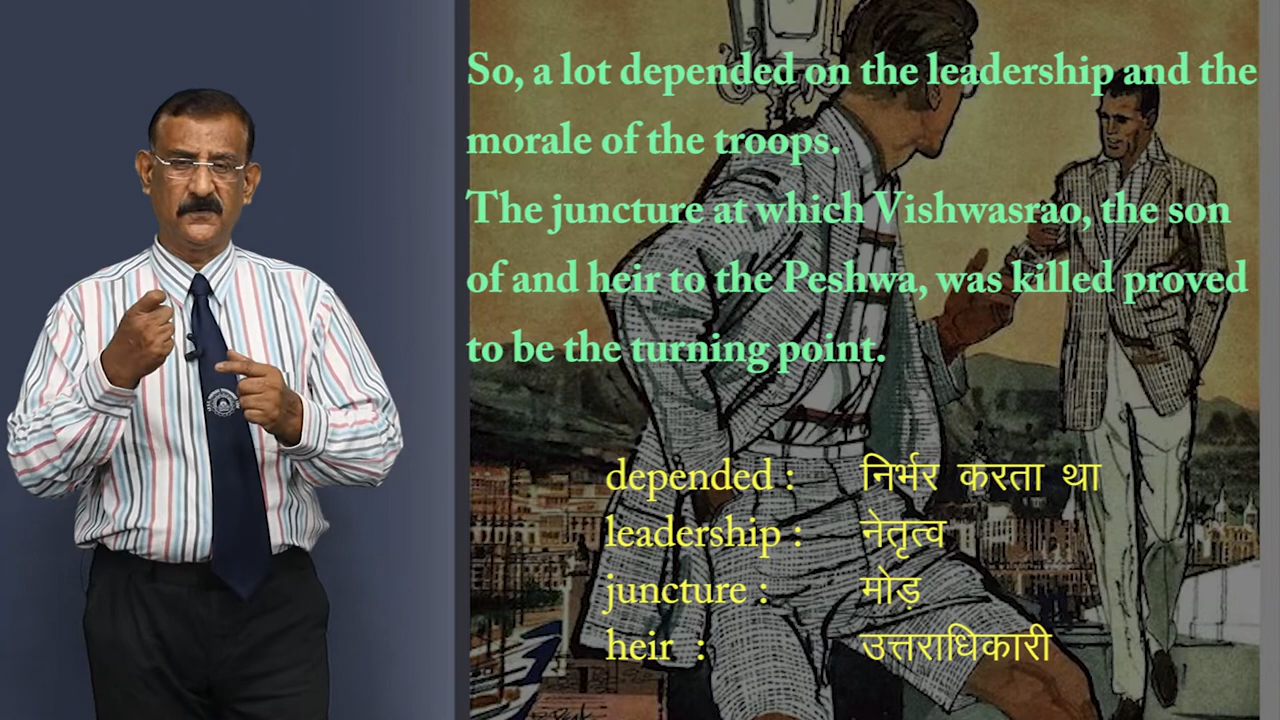 So, a lot depended on the leadership and the
morale of the troops.
The juncture at which Vishwasrao, the son
of and heir to the Peshwa, was killed proved
to be the turning point.
depended : निर्भर करता था
leadership : नेतृत्व
juncture : मोड़
heir : उत्तराधिकारी